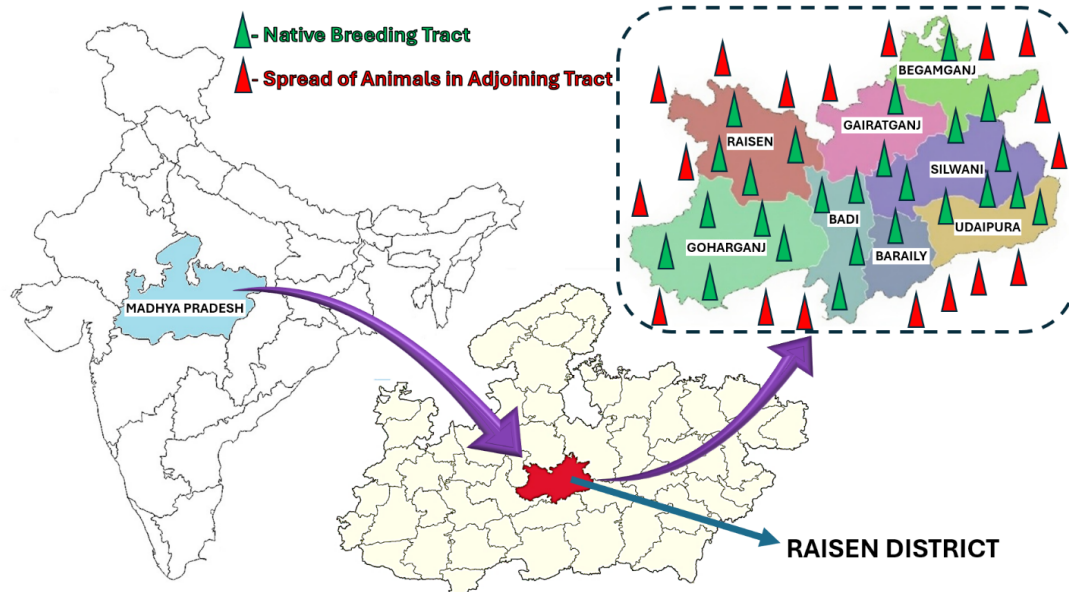 - Native Breeding Tract
- Spread of Animals in Adjoining Tract
BEGAMGANJ
GAIRATGANJ
RAISEN
SILWANI
BADI
UDAIPURA
GOHARGANJ
BARAILY
MADHYA PRADESH
RAISEN DISTRICT